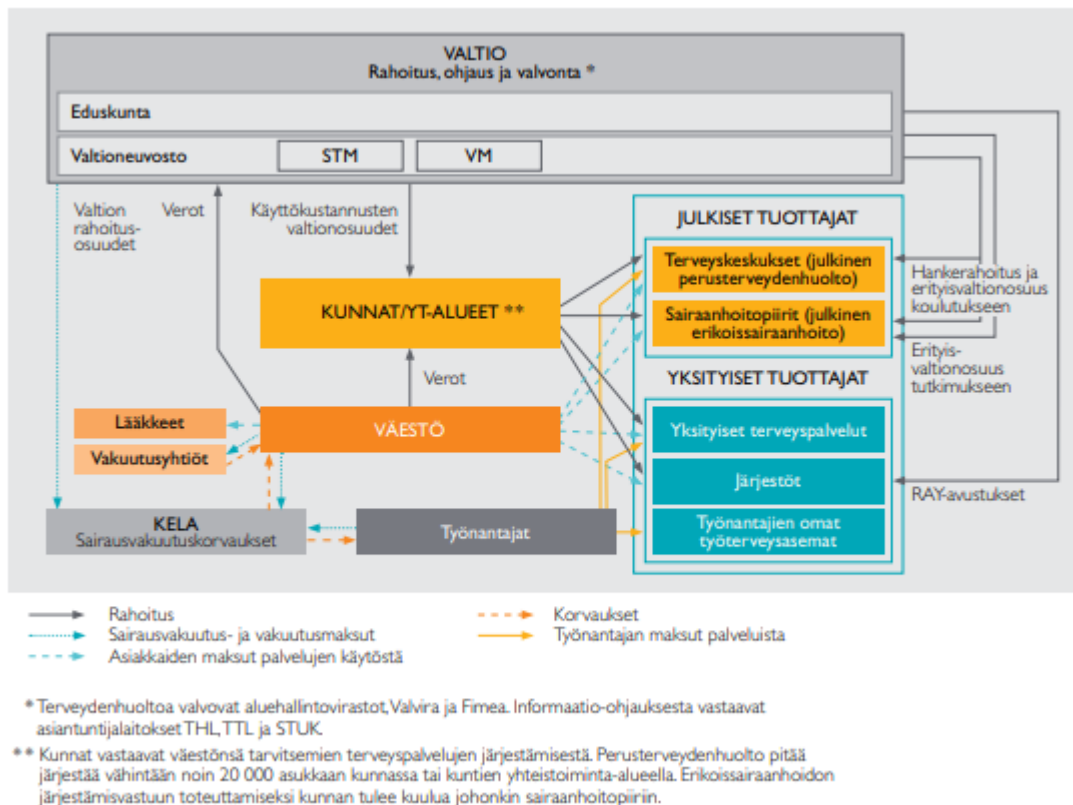 VALTIO
Rahoitus, ohjaus ja valvonta *
Eduskunta
Valtioneuvosto
STM
VM
Valtion
rahoitus-
osuudet
Verot
Käyttökustannusten
valtionosuudet
JULKISET TUOTTAJAT
Terveyskeskukset (julkinen
perusterveydenhuolto)
Sairaanhoitopiirit (julkinen
erikoissairaanhoito)
Hankerahoitus ja
erityisvaltionosuus
koulutukseen
Erityis-
valtionosuus
tutkimukseen
KUNNAT/YT-ALUEET **
Verot
YKSITYISET TUOTTAJAT
Lääkkeet
Vakuutusyhtiöt
VÄESTÖ
Yksityiset terveyspalvelut
Järjestöt
RAY-avustukset
KELA
Sairausvakuutuskorvaukset
Työnantajat
Työnantajien omat
työterveysasemat
Rahoitus
Sairausvakuutus- ja vakuutusmaksut
Asiakkaiden maksut palvelujen käytöstä
Korvaukset
Työnantajan maksut palveluista
* Terveydenhuoltoa valvovat aluehallintovirastot, Valvira ja Fimea. Informaatio-ohjauksesta vastaavat
asiantuntijalaitokset THL, TTL ja STUK.
** Kunnat vastaavat väestönsä tarvitsemien terveyspalvelujen järjestämisestä. Perusterveydenhuolto pitää
järjestää vähintään noin 20 000 asukkaan kunnassa tai kuntien yhteistoiminta-alueella. Erikoissairaanhoidon
järjestämisvastuun toteuttamiseksi kunnan tulee kuulua johonkin sairaanhoitopiiriin.